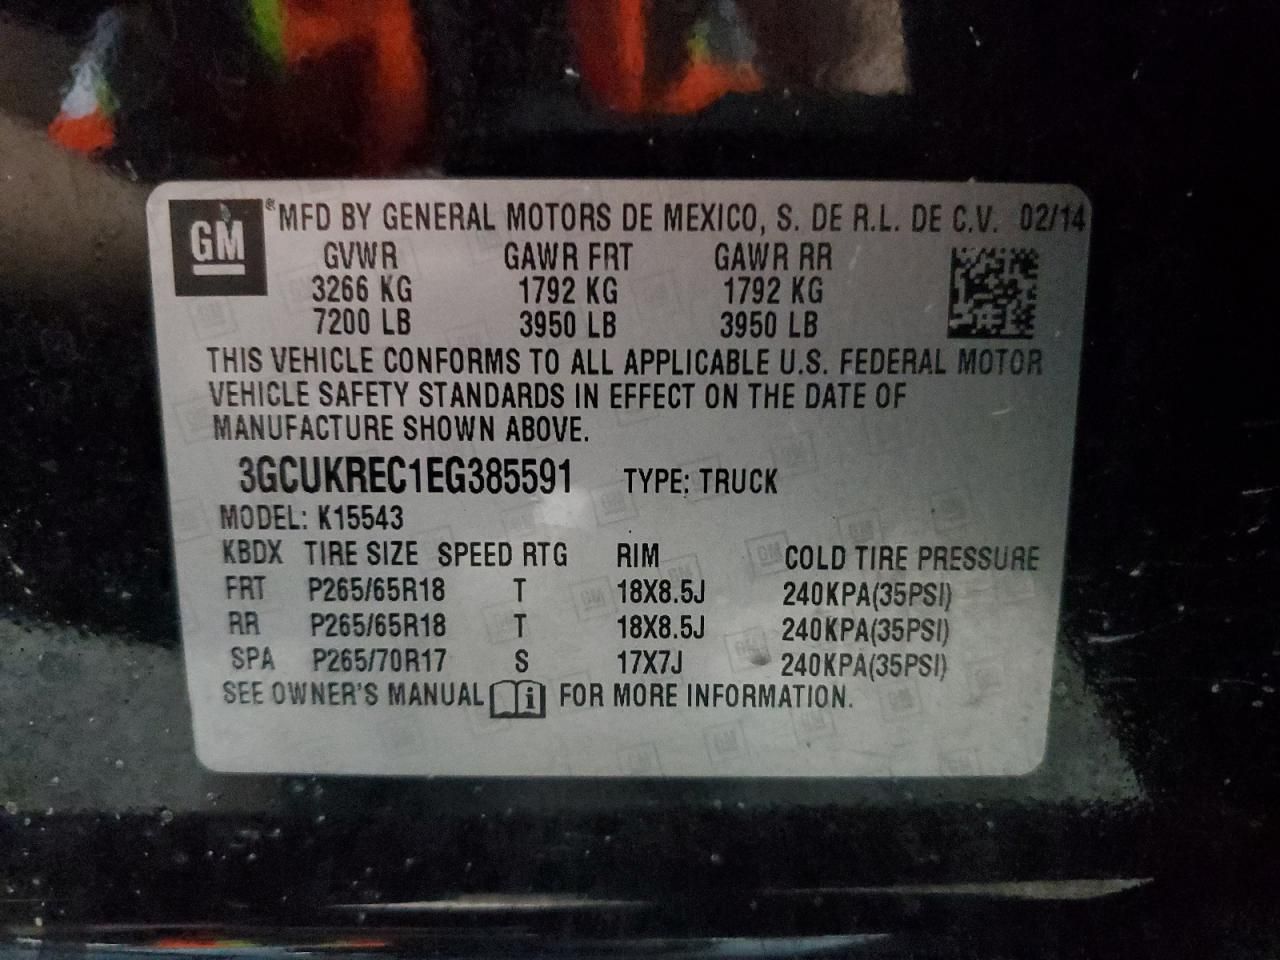 GM ® MFD BY GENERAL MOTORS DE MEXICO, S. DE R.L. DE C.V. 02/14
GVWR GAWR FRT GAWR RR
3266 KG 1792 KG 1792 KG
7200 LB 3950 LB 3950 LB
THIS VEHICLE CONFORMS TO ALL APPLICABLE U.S. FEDERAL MOTOR
VEHICLE SAFETY STANDARDS IN EFFECT ON THE DATE OF
MANUFACTURE SHOWN ABOVE.
3GCUKREC1EG385591 TYPE: TRUCK
MODEL: K15543
KBDX TIRE SIZE SPEED RTG RIM COLD TIRE PRESSURE
FRT P265/65R18 T 18X8.5J 240KPA(35PSI)
RR P265/65R18 T 18X8.5J 240KPA(35PSI)
SPA P265/70R17 S 17X7J 240KPA(35PSI)
SEE OWNER'S MANUAL i FOR MORE INFORMATION.